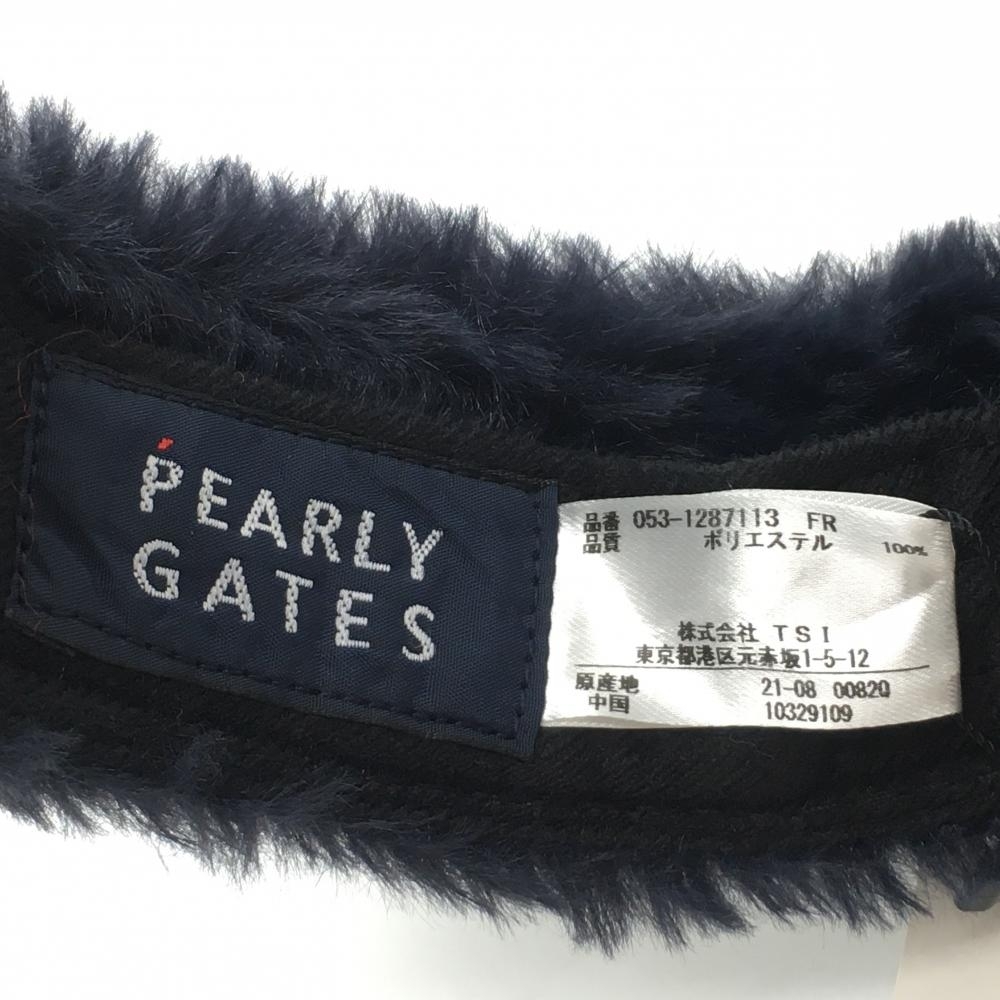 PEARLY
GATES
品番 053-1287113 FR
品質 ポリエステル 100%
株式会社 TSI
東京都港区元赤坂1-5-12
原産地 21-08 00820
中国 10329109